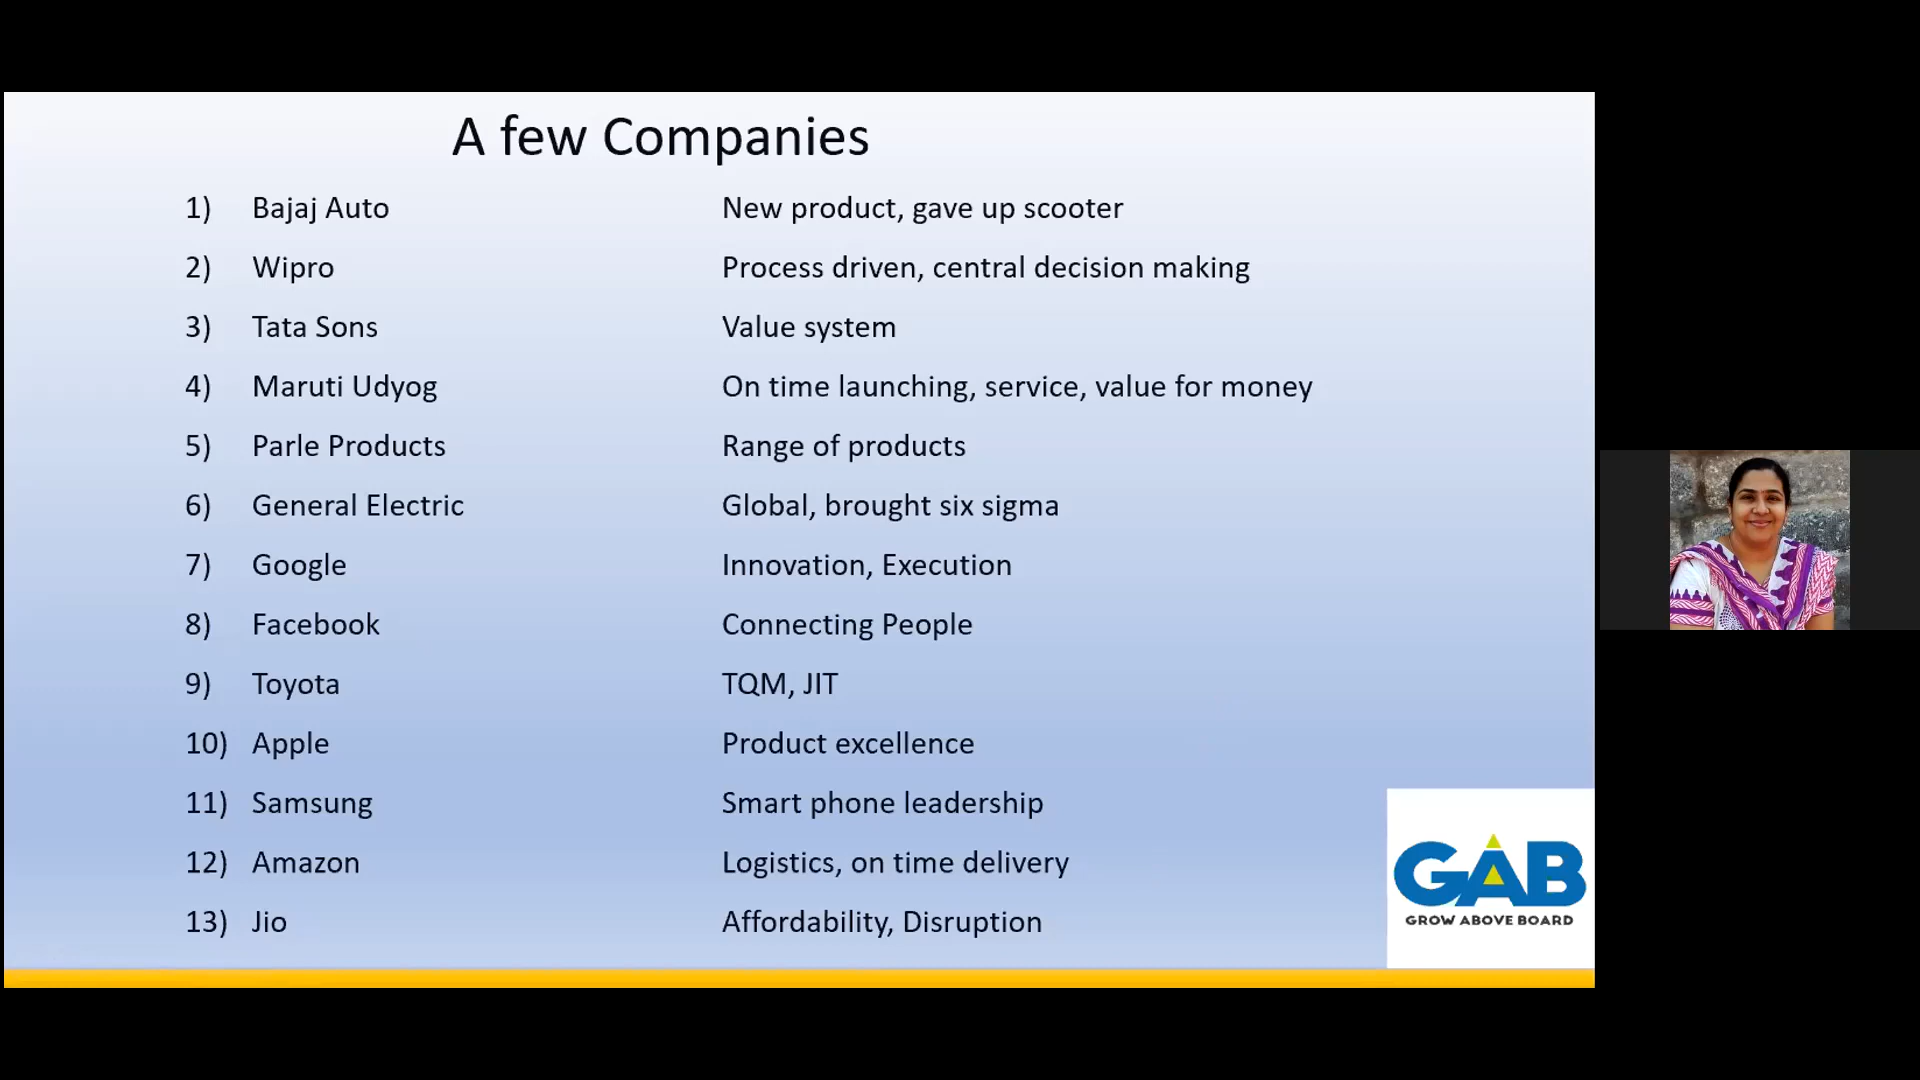 A few Companies
1) Bajaj Auto New product, gave up scooter
2) Wipro Process driven, central decision making
3) Tata Sons Value system
4) Maruti Udyog On time launching, service, value for money
5) Parle Products Range of products
6) General Electric Global, brought six sigma
7) Google Innovation, Execution
8) Facebook Connecting People
9) Toyota TQM, JIT
10) Apple Product excellence
11) Samsung Smart phone leadership
12) Amazon Logistics, on time delivery
13) Jio Affordability, Disruption
GAB
GROW ABOVE BOARD